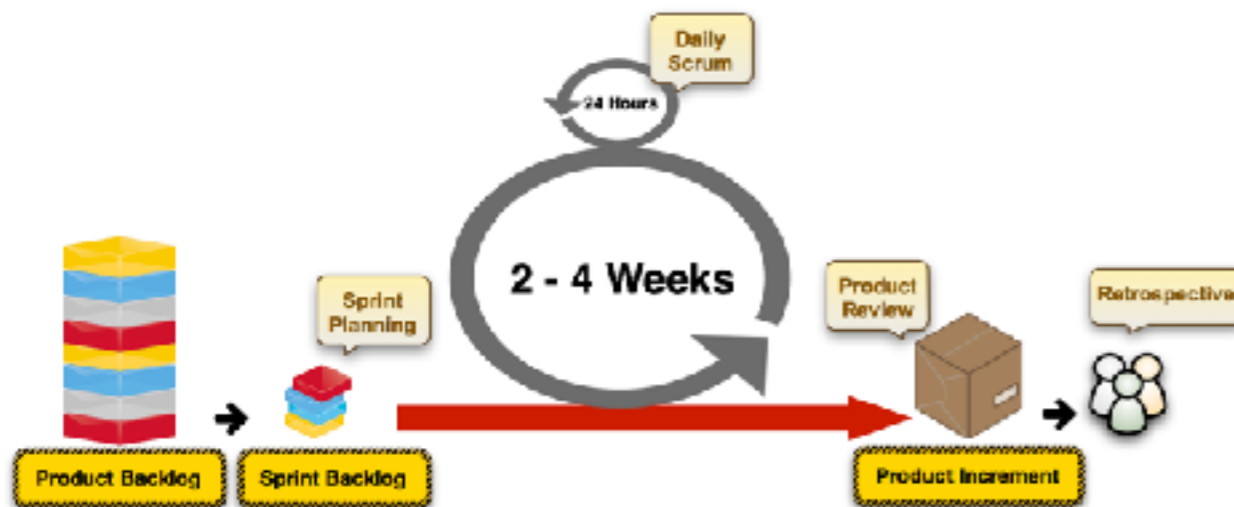 Daily
Scrum
24 Hours
2 - 4 Weeks
Sprint
Planning
Product
Review
Retrospective
Product Backlog
Sprint Backlog
Product Increment